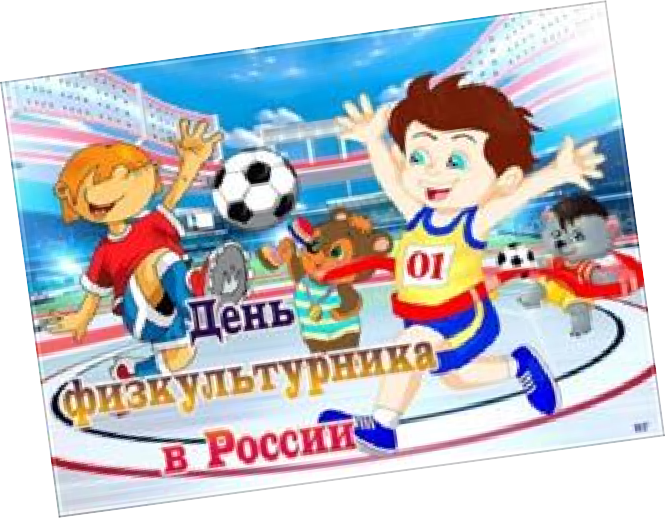 01
День
физкультурника
в России